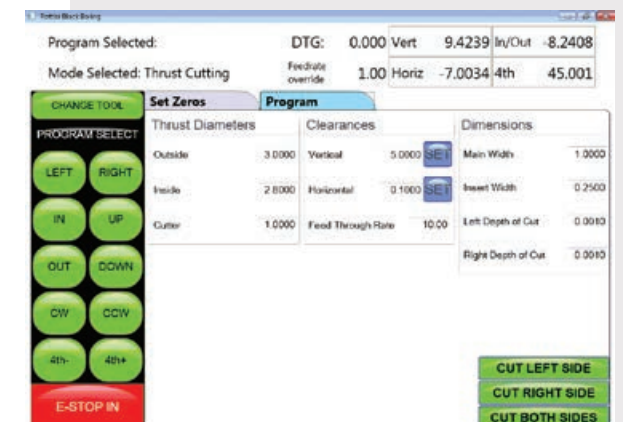 Rottler Block Boring
Program Selected: DTG: 0.000 Vert 9.4239 In/Out -8.2408
Mode Selected: Thrust Cutting Feedrate override 1.00 Horiz -7.0034 4th 45.001
CHANGE TOOL Set Zeros Program
PROGRAM SELECT Thrust Diameters Clearances Dimensions
Outside 3.0000 Vertical 5.0000 SET Main Width 1.0000
LEFT RIGHT
Inside 2.8000 Horizontal 0.1000 SET Insert Width 0.2500
IN UP Cutter 1.0000 Feed Through Rate 10.00 Left Depth of Cut 0.0010
OUT DOWN Right Depth of Cut 0.0010
CW CCW
4th- 4th+
CUT LEFT SIDE
E-STOP IN CUT RIGHT SIDE
CUT BOTH SIDES